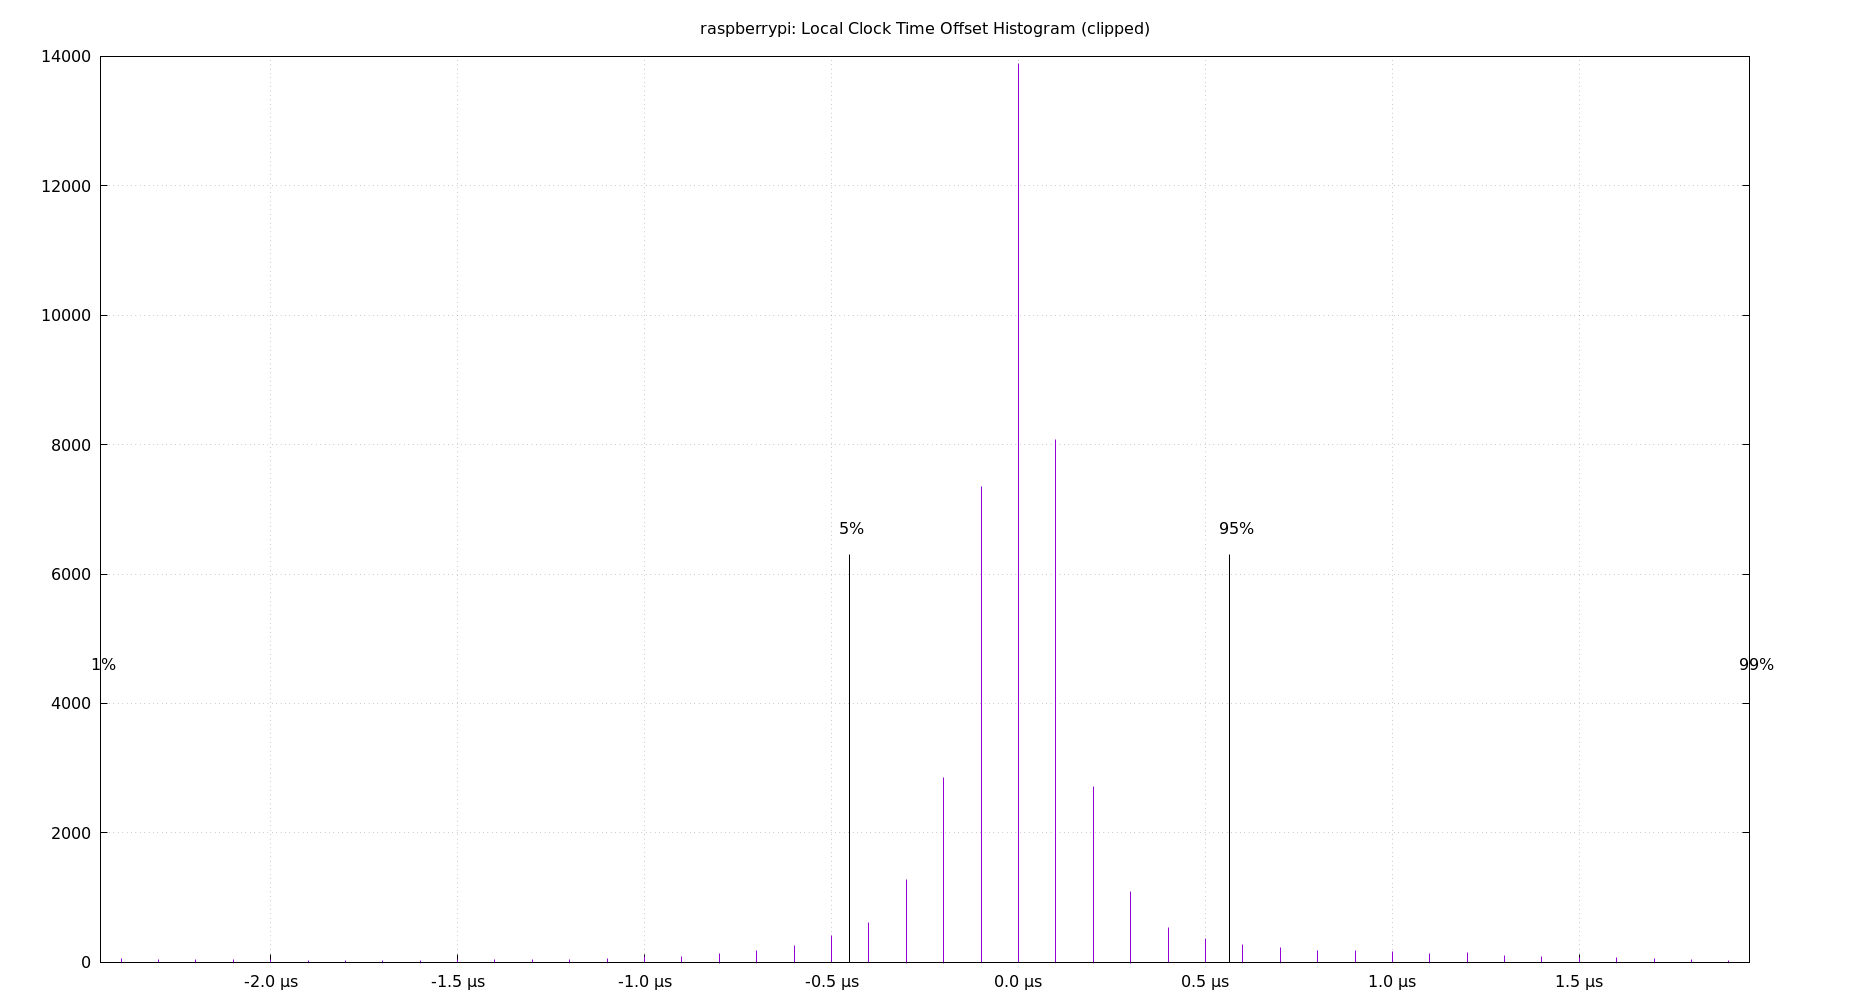 raspberrypi: Local Clock Time Offset Histogram (clipped)
14000
12000
10000
8000
6000
4000
2000
0
5%
95%
1%
99%
-2.0 µs
-1.5 µs
-1.0 µs
-0.5 µs
0.0 µs
0.5 µs
1.0 µs
1.5 µs